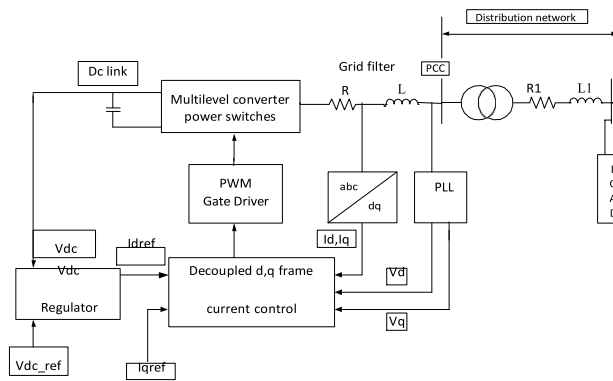 Distribution network
Dc link
Grid filter
PCC
R
L
R1
L1
Multilevel converter
power switches
PWM
Gate Driver
abc
dq
PLL
L
O
A
D
Vdc
Idref
Id,Iq
Vdc
Regulator
Decoupled d,q frame
current control
Vd
Vq
Vdc_ref
Iqref